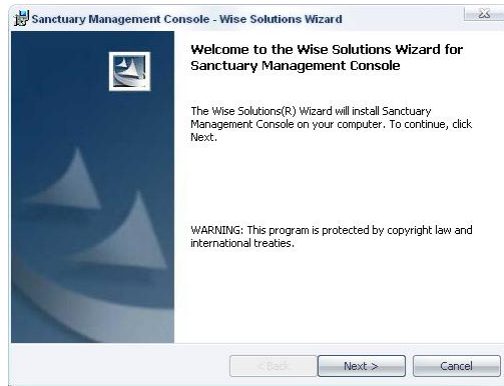 Sanctuary Management Console - Wise Solutions Wizard
Welcome to the Wise Solutions Wizard for
Sanctuary Management Console
The Wise Solutions(R) Wizard will install Sanctuary
Management Console on your computer. To continue, click
Next.
WARNING: This program is protected by copyright law and
international treaties.
< Back
Next >
Cancel